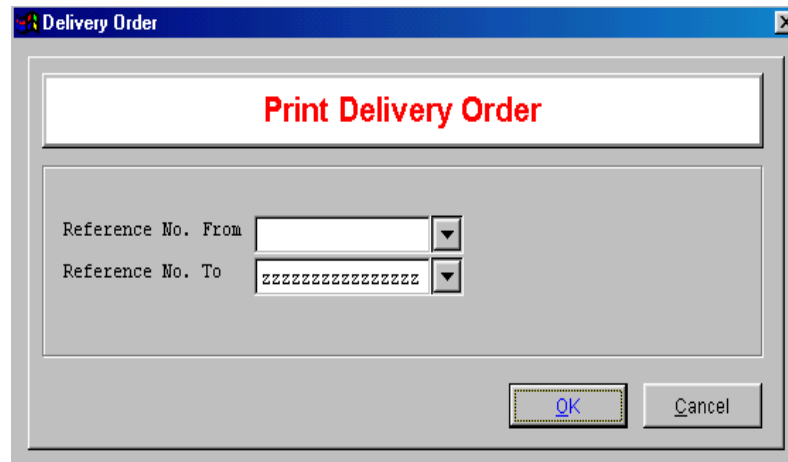 Delivery Order
Print Delivery Order
Reference No. From
Reference No. To zzzzzzzzzzzzzzzz
OK Cancel